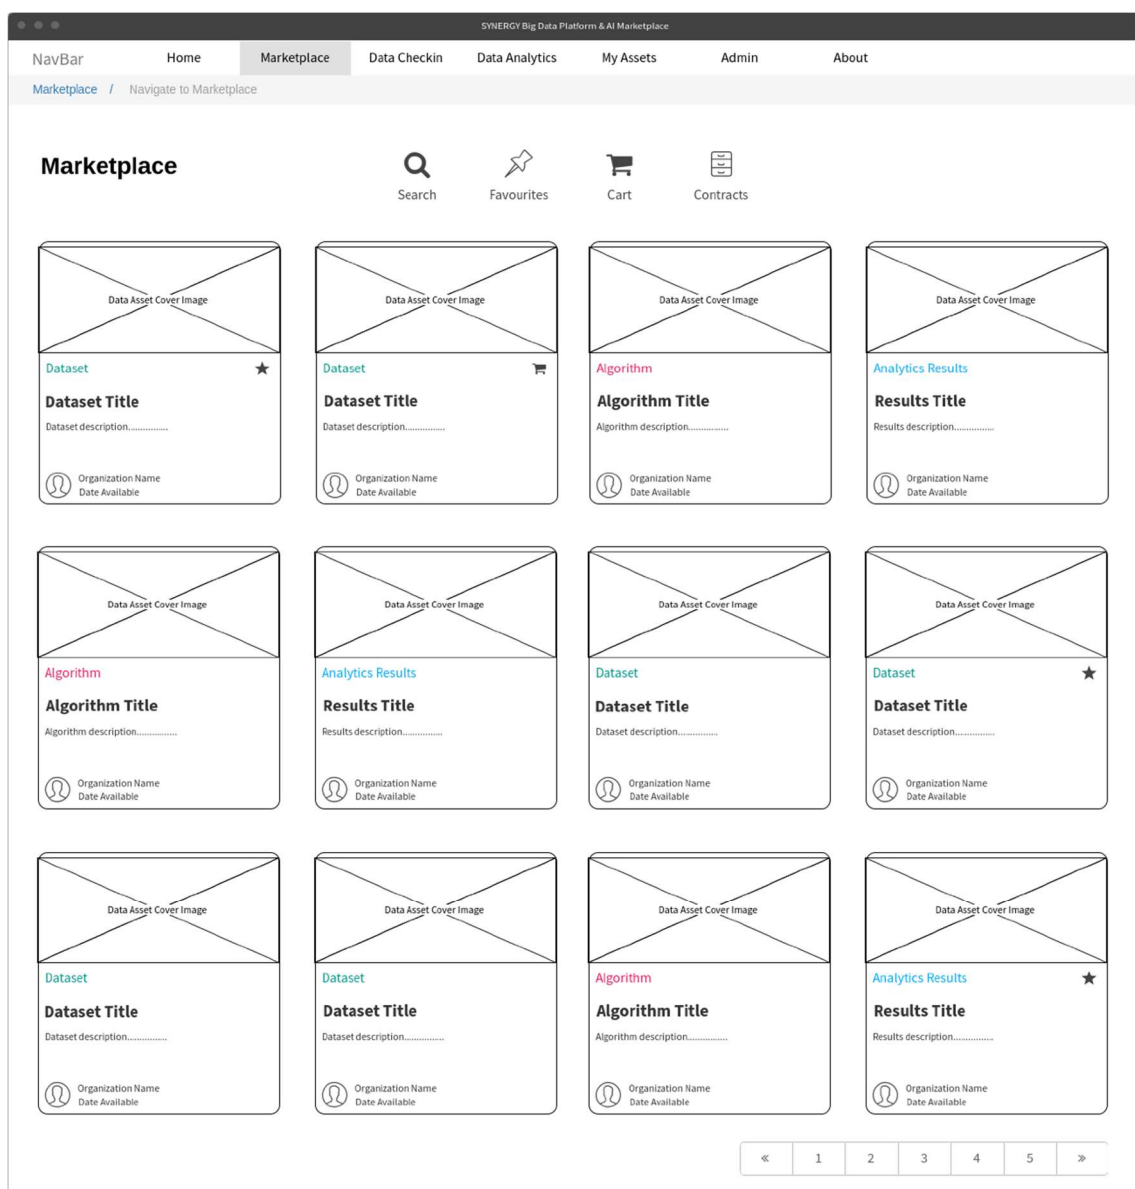 SYNERGY Big Data Platform & AI Marketplace
NavBar Home Marketplace Data Checkin Data Analytics My Assets Admin About
Marketplace / Navigate to Marketplace
Marketplace
Search Favourites Cart Contracts
Data Asset Cover Image
Dataset
Dataset Title
Dataset description...............
Organization Name
Date Available
Data Asset Cover Image
Dataset
Dataset Title
Dataset description...............
Organization Name
Date Available
Data Asset Cover Image
Algorithm
Algorithm Title
Algorithm description...............
Organization Name
Date Available
Data Asset Cover Image
Analytics Results
Results Title
Results description...............
Organization Name
Date Available
Data Asset Cover Image
Algorithm
Algorithm Title
Algorithm description...............
Organization Name
Date Available
Data Asset Cover Image
Analytics Results
Results Title
Results description...............
Organization Name
Date Available
Data Asset Cover Image
Dataset
Dataset Title
Dataset description...............
Organization Name
Date Available
Data Asset Cover Image
Dataset
Dataset Title
Dataset description...............
Organization Name
Date Available
Data Asset Cover Image
Dataset
Dataset Title
Dataset description...............
Organization Name
Date Available
Data Asset Cover Image
Dataset
Dataset Title
Dataset description...............
Organization Name
Date Available
Data Asset Cover Image
Algorithm
Algorithm Title
Algorithm description...............
Organization Name
Date Available
Data Asset Cover Image
Analytics Results
Results Title
Results description...............
Organization Name
Date Available
« 1 2 3 4 5 »